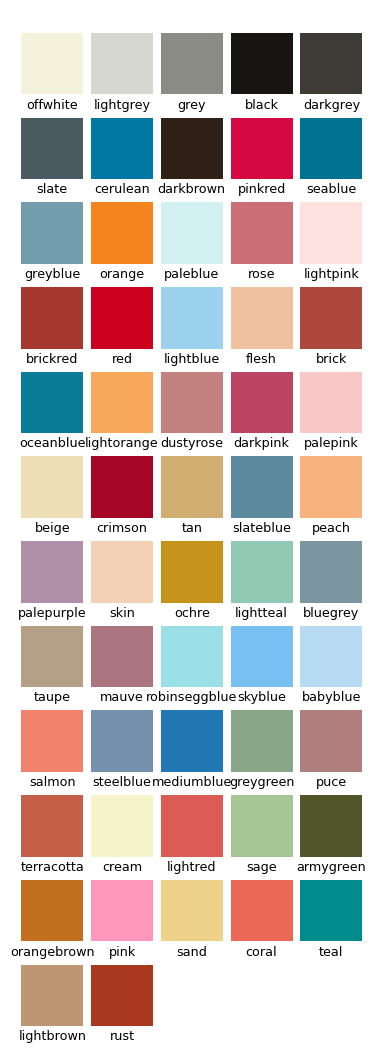 offwhite lightgrey grey black darkgrey
slate cerulean darkbrown pinkred seablue
greyblue orange paleblue rose lightpink
brickred red lightblue flesh brick
oceanblue lightorange dustyrose darkpink palepink
beige crimson tan slateblue peach
palepurple skin ochre lightteal bluegrey
taupe mauve robinseggblue skyblue babyblue
salmon steelblue mediumblue greygreen puce
terracotta cream lightred sage armygreen
orangebrown pink sand coral teal
lightbrown rust